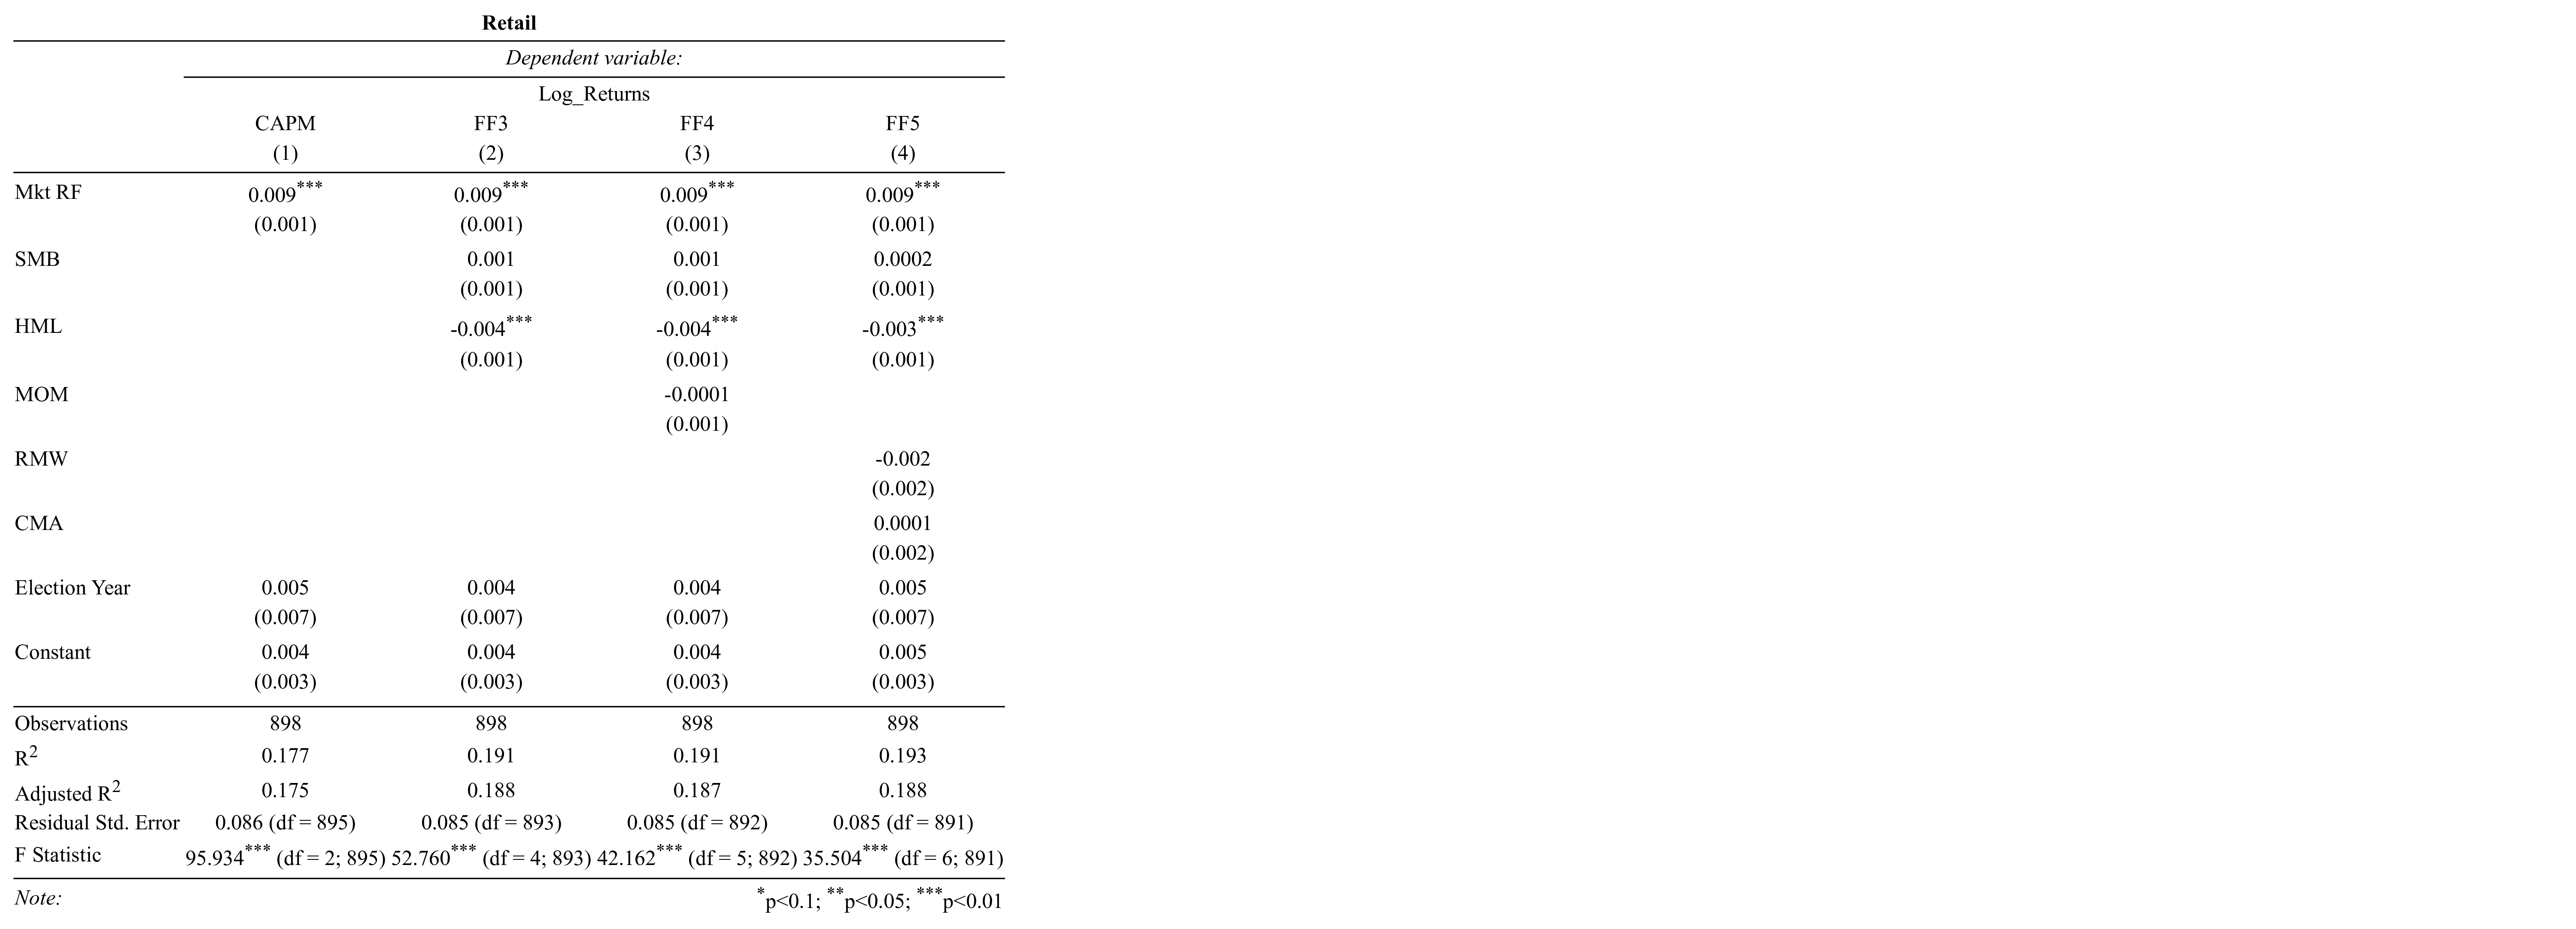 Retail
Dependent variable:
Log_Returns
CAPM FF3 FF4 FF5
(1) (2) (3) (4)
Mkt RF 0.009*** 0.009*** 0.009*** 0.009***
(0.001) (0.001) (0.001) (0.001)
SMB 0.001 0.001 0.0002
(0.001) (0.001) (0.001)
HML -0.004*** -0.004*** -0.003***
(0.001) (0.001) (0.001)
MOM -0.0001
(0.001)
RMW -0.002
(0.002)
CMA 0.0001
(0.002)
Election Year 0.005 0.004 0.004 0.005
(0.007) (0.007) (0.007) (0.007)
Constant 0.004 0.004 0.004 0.005
(0.003) (0.003) (0.003) (0.003)
Observations 898 898 898 898
R2 0.177 0.191 0.191 0.193
Adjusted R2 0.175 0.188 0.187 0.188
Residual Std. Error 0.086 (df = 895) 0.085 (df = 893) 0.085 (df = 892) 0.085 (df = 891)
F Statistic 95.934*** (df = 2; 895) 52.760*** (df = 4; 893) 42.162*** (df = 5; 892) 35.504*** (df = 6; 891)
Note: *p<0.1; **p<0.05; ***p<0.01